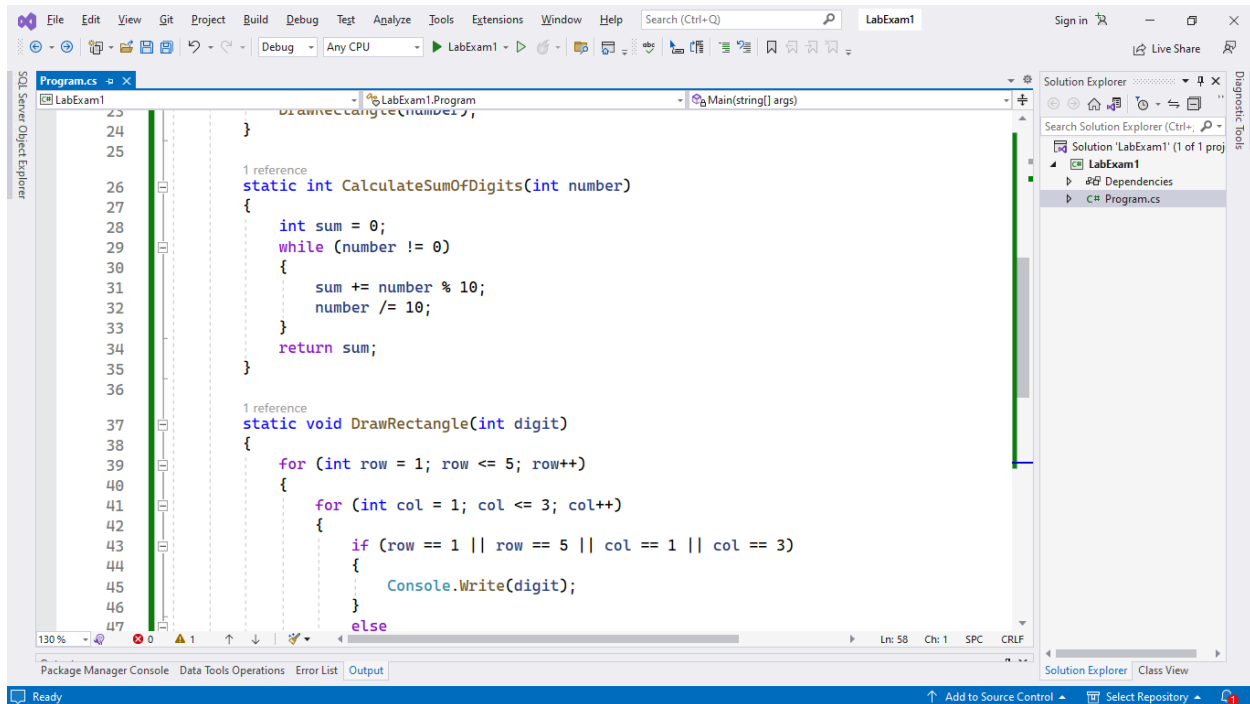 File Edit View Git Project Build Debug Test Analyze Tools Extensions Window Help Search (Ctrl+Q) LabExam1 Sign in
Debug Any CPU LabExam1 Live Share
SQL Server Object Explorer
Program.cs
LabExam1 LabExam1.Program Main(string[] args)
23 DrawRectangle(number);
24 }
25
1 reference
26 static int CalculateSumOfDigits(int number)
27 {
28 int sum = 0;
29 while (number != 0)
30 {
31 sum += number % 10;
32 number /= 10;
33 }
34 return sum;
35 }
36
1 reference
37 static void DrawRectangle(int digit)
38 {
39 for (int row = 1; row <= 5; row++)
40 {
41 for (int col = 1; col <= 3; col++)
42 {
43 if (row == 1 || row == 5 || col == 1 || col == 3)
44 {
45 Console.Write(digit);
46 }
47 else
130 % 0 1 Ln: 58 Ch: 1 SPC CRLF
Package Manager Console Data Tools Operations Error List Output
Solution Explorer
Search Solution Explorer (Ctrl+;
Solution 'LabExam1' (1 of 1 proj
C# LabExam1
Dependencies
C# Program.cs
Solution Explorer Class View
Diagnostic Tools
Ready Add to Source Control Select Repository 1